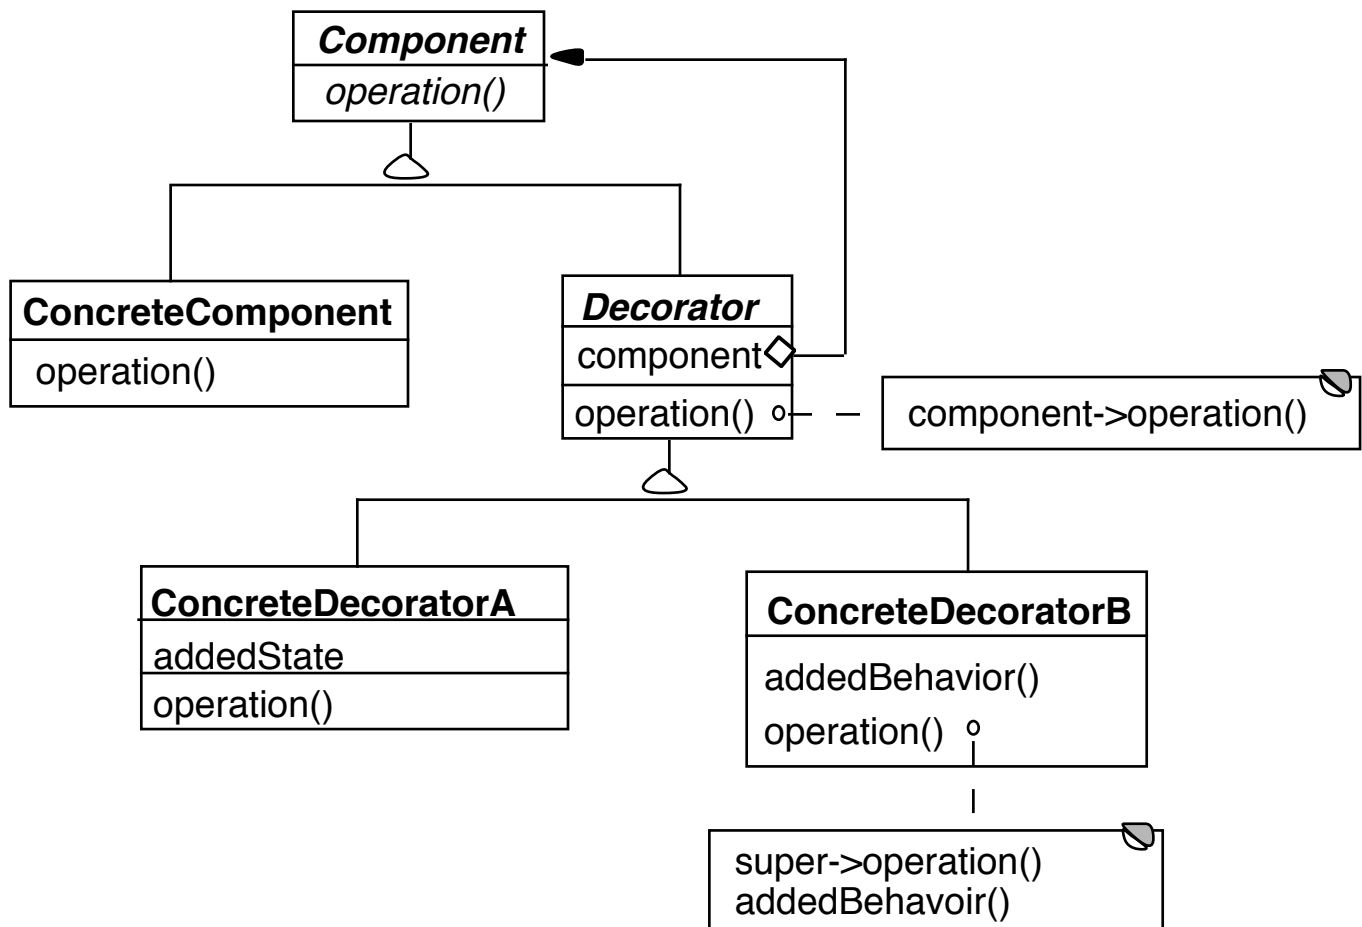 Component
operation()
ConcreteComponent
operation()
Decorator
component
operation()
component->operation()
ConcreteDecoratorA
addedState
operation()
ConcreteDecoratorB
addedBehavior()
operation()
super->operation()
addedBehavoir()